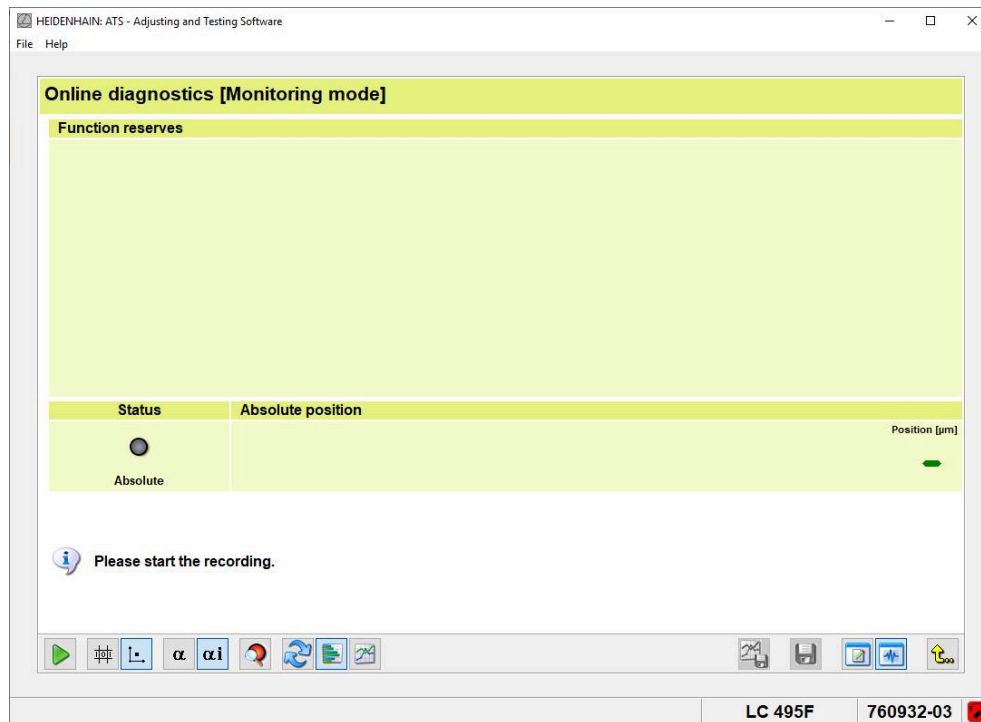 HEIDENHAIN: ATS - Adjusting and Testing Software
File Help
Online diagnostics [Monitoring mode]
Function reserves
Status Absolute position
Position [µm]
Absolute
Please start the recording.
α αi
LC 495F 760932-03